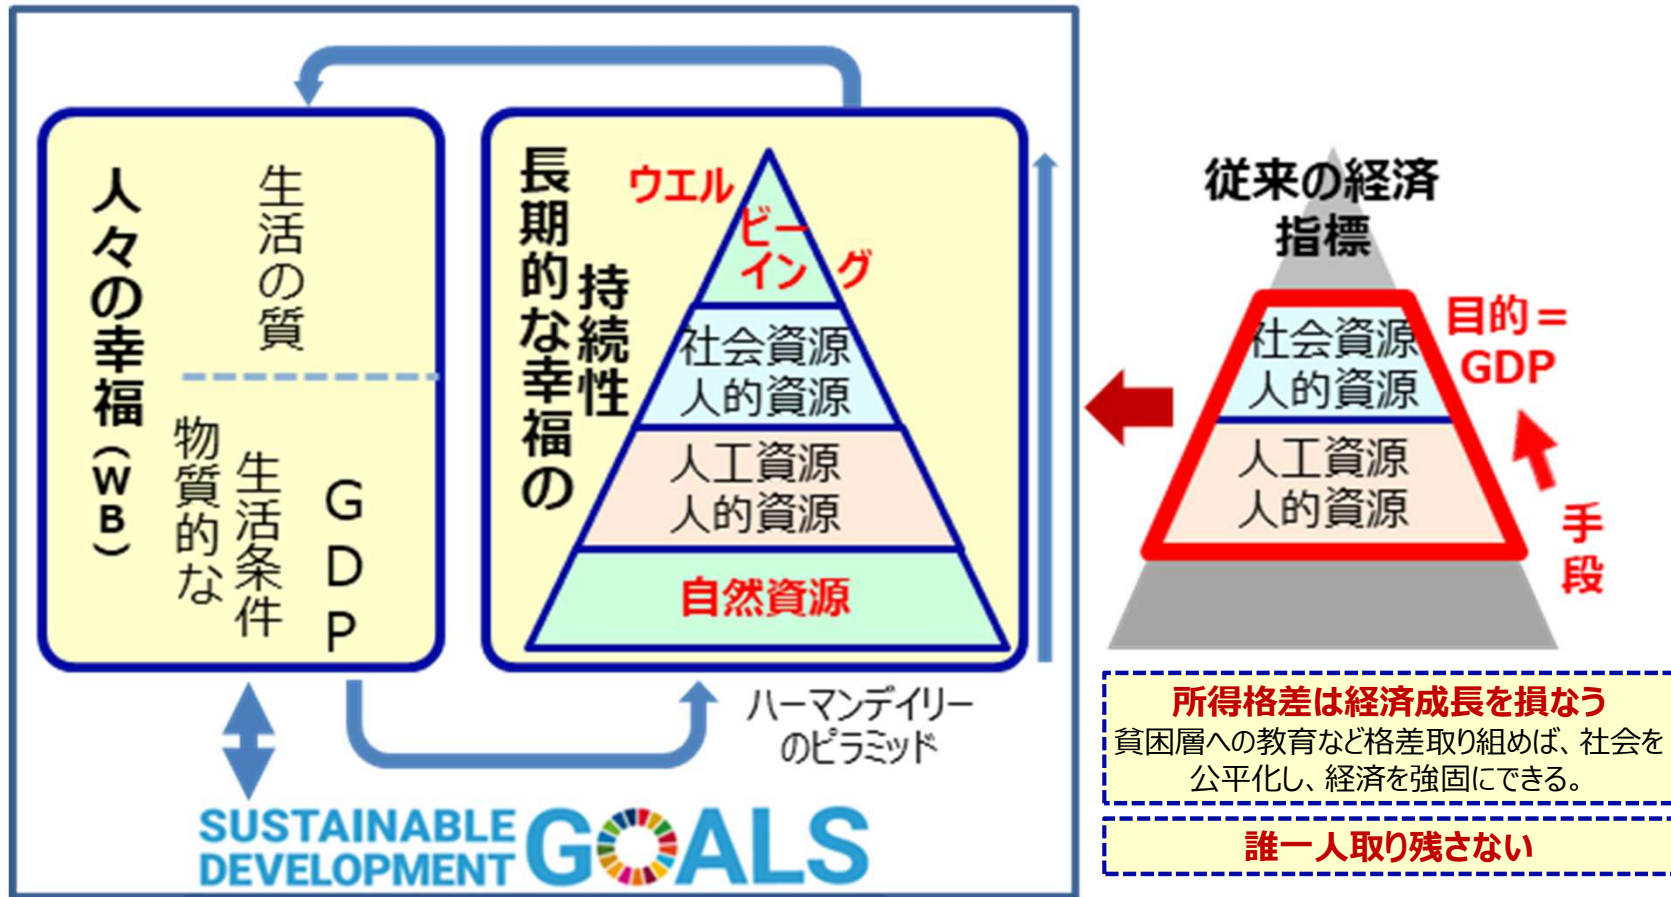 人々の幸福（WB）
生活の質
物質的な
生活条件
GDP
長期的な幸福の
持続性
ウエル
ビー
イン グ
社会資源
人的資源
人工資源
人的資源
自然資源
ハーマンデイリー
のピラミッド
SUSTAINABLE
DEVELOPMENT
GOALS
従来の経済
指標
社会資源
人的資源
人工資源
人的資源
目的＝
GDP
手段
所得格差は経済成長を損なう
貧困層への教育など格差取り組めば、社会を
公平化し、経済を強固にできる。
誰一人取り残さない